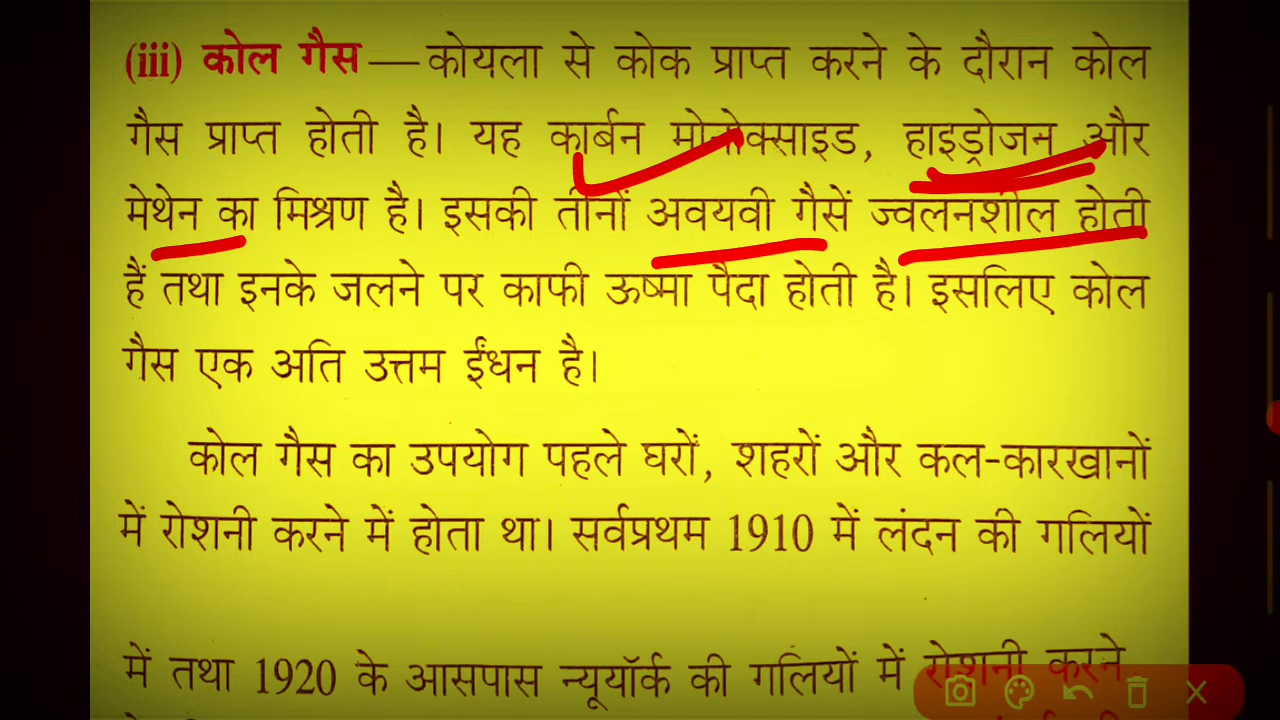 (iii) कोल गैस—कोयला से कोक प्राप्त करने के दौरान कोल
गैस प्राप्त होती है। यह कार्बन मोनोक्साइड, हाइड्रोजन और
मेथेन का मिश्रण है। इसकी तीनों अवयवी गैसें ज्वलनशील होती
हैं तथा इनके जलने पर काफी ऊष्मा पैदा होती है। इसलिए कोल
गैस एक अति उत्तम ईंधन है।
कोल गैस का उपयोग पहले घरों, शहरों और कल-कारखानों
में रोशनी करने में होता था। सर्वप्रथम 1910 में लंदन की गलियों
में तथा 1920 के आसपास न्यूयॉर्क की गलियों में रोशनी करने